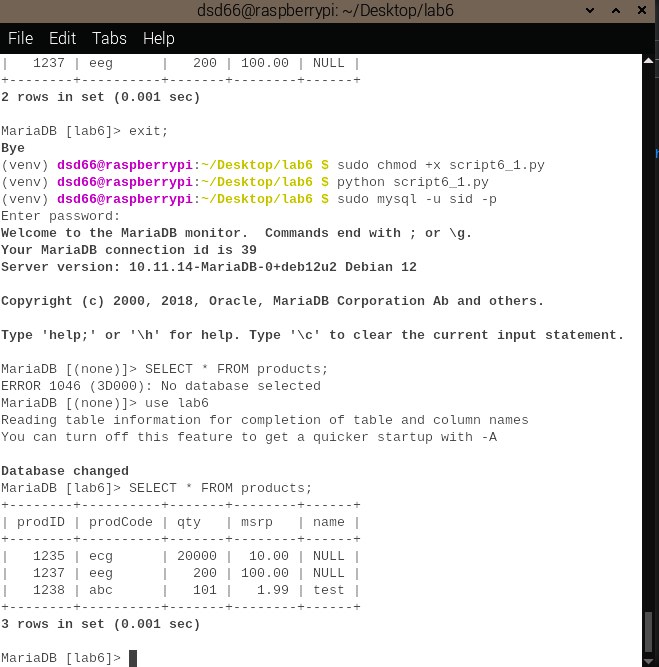 dsd66@raspberrypi: ~/Desktop/lab6
File Edit Tabs Help
|   1237 | eeg      |   200 | 100.00 | NULL |
+--------+----------+-------+--------+------+
2 rows in set (0.001 sec)
MariaDB [lab6]> exit;
Bye
(venv) dsd66@raspberrypi:~/Desktop/lab6 $ sudo chmod +x script6_1.py
(venv) dsd66@raspberrypi:~/Desktop/lab6 $ python script6_1.py
(venv) dsd66@raspberrypi:~/Desktop/lab6 $ sudo mysql -u sid -p
Enter password:
Welcome to the MariaDB monitor.  Commands end with ; or \g.
Your MariaDB connection id is 39
Server version: 10.11.14-MariaDB-0+deb12u2 Debian 12
Copyright (c) 2000, 2018, Oracle, MariaDB Corporation Ab and others.
Type 'help;' or '\h' for help. Type '\c' to clear the current input statement.
MariaDB [(none)]> SELECT * FROM products;
ERROR 1046 (3D000): No database selected
MariaDB [(none)]> use lab6
Reading table information for completion of table and column names
You can turn off this feature to get a quicker startup with -A
Database changed
MariaDB [lab6]> SELECT * FROM products;
+--------+----------+-------+--------+------+
| prodID | prodCode | qty   | msrp   | name |
+--------+----------+-------+--------+------+
|   1235 | ecg      | 20000 |  10.00 | NULL |
|   1237 | eeg      |   200 | 100.00 | NULL |
|   1238 | abc      |   101 |   1.99 | test |
+--------+----------+-------+--------+------+
3 rows in set (0.001 sec)
MariaDB [lab6]>